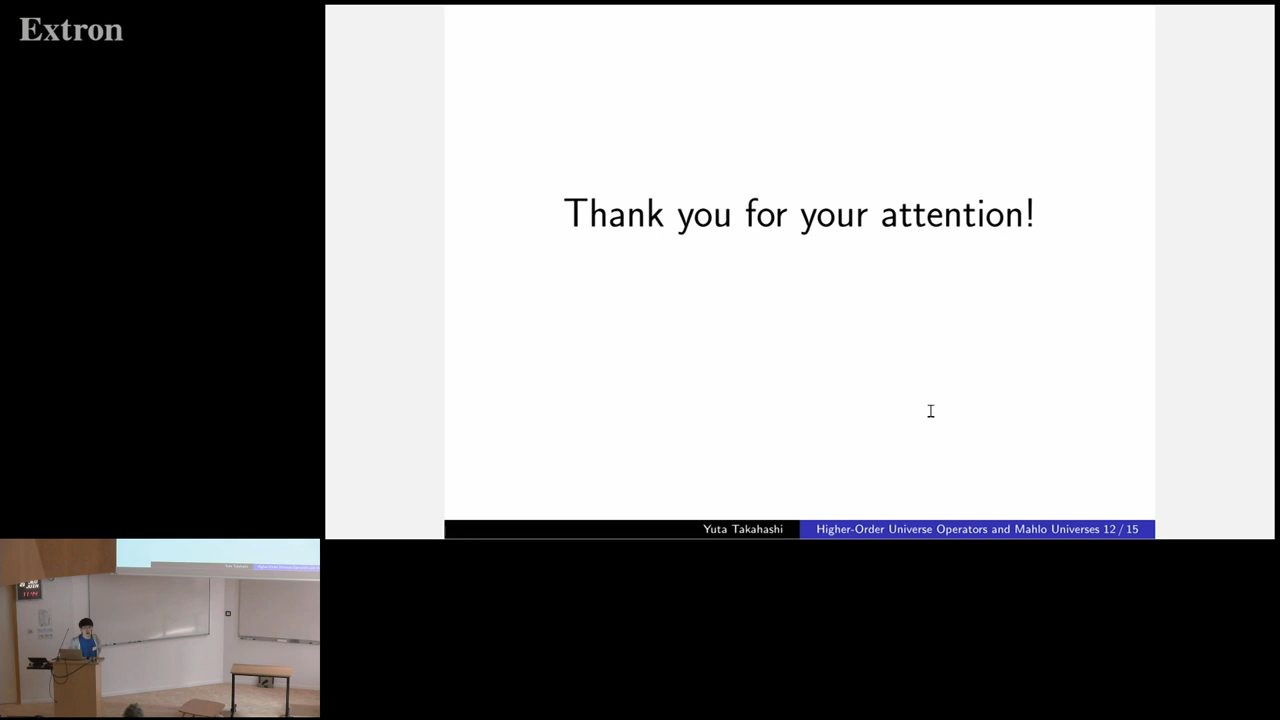 Extron
Thank you for your attention!
Yuta Takahashi
Higher-Order Universe Operators and Mahlo Universes 12 / 15